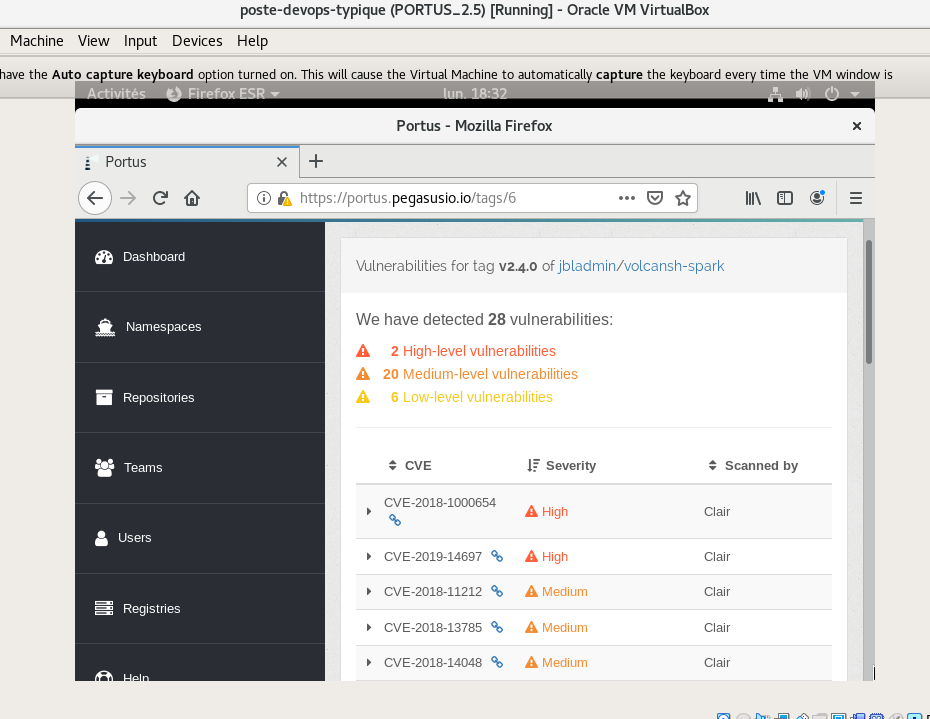 poste-devops-typique (PORTUS_2.5) [Running] - Oracle VM VirtualBox
Machine View Input Devices Help
have the Auto capture keyboard option turned on. This will cause the Virtual Machine to automatically capture the keyboard every time the VM window is
Activités Firefox ESR lun. 18:32
Portus - Mozilla Firefox
Portus
https://portus.pegasusio.io/tags/6
Dashboard
Namespaces
Repositories
Teams
Users
Registries
Help
Vulnerabilities for tag v2.4.0 of jbladmin/volcansh-spark
We have detected 28 vulnerabilities:
2 High-level vulnerabilities
20 Medium-level vulnerabilities
6 Low-level vulnerabilities
CVE Severity Scanned by
CVE-2018-1000654 High Clair
CVE-2019-14697 High Clair
CVE-2018-11212 Medium Clair
CVE-2018-13785 Medium Clair
CVE-2018-14048 Medium Clair